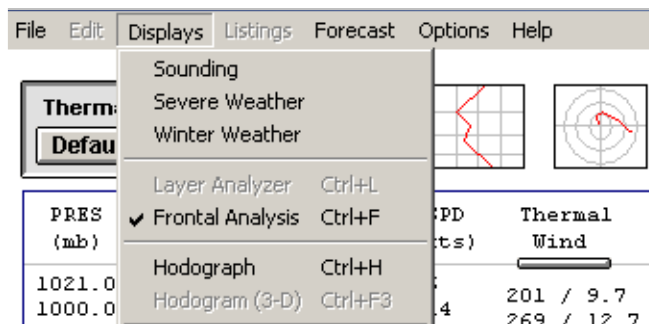 File Edit Displays Listings Forecast Options Help
Sounding
Severe Weather
Winter Weather
Layer Analyzer Ctrl+L
Frontal Analysis Ctrl+F
Hodograph Ctrl+H
Hodogram (3-D) Ctrl+F3
PRES Thermal
(mb) Wind
1021.0 201 / 9.7
1000.0 269 / 12.7